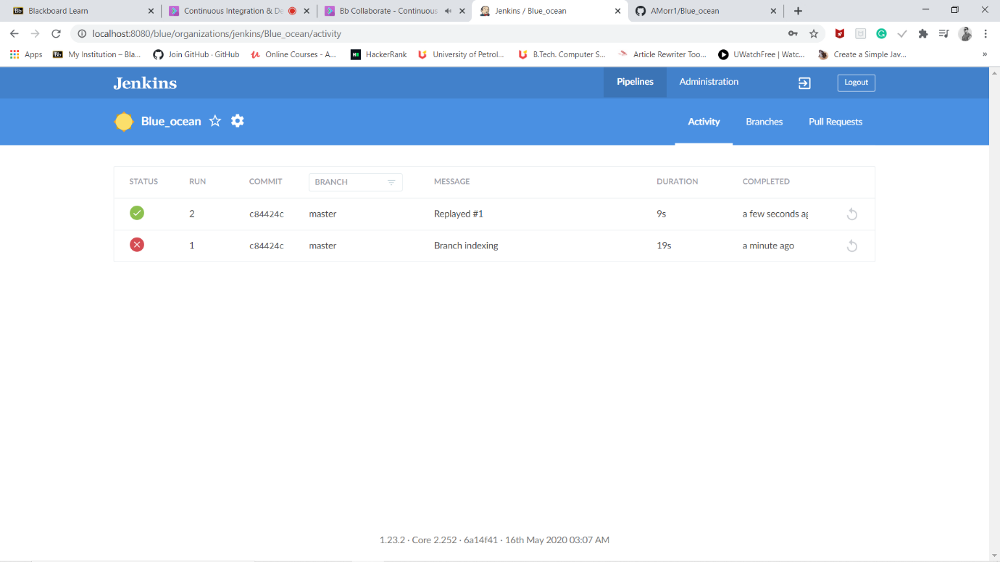 Bb Blackboard Learn Continuous Integration & De Bb Collaborate - Continuous Jenkins / Blue_ocean AMorr1/Blue_ocean
localhost:8080/blue/organizations/jenkins/Blue_ocean/activity
Apps Bb My Institution – Bla... Join GitHub · GitHub Online Courses - A... HackerRank University of Petrol... B.Tech. Computer S... Article Rewriter Too... UWatchFree | Watc... Create a Simple Jav... »
Jenkins Pipelines Administration Logout
Blue_ocean Activity Branches Pull Requests
STATUS RUN COMMIT BRANCH MESSAGE DURATION COMPLETED
2 c84424c master Replayed #1 9s a few seconds ag
1 c84424c master Branch indexing 19s a minute ago
1.23.2 · Core 2.252 · 6a14f41 · 16th May 2020 03:07 AM